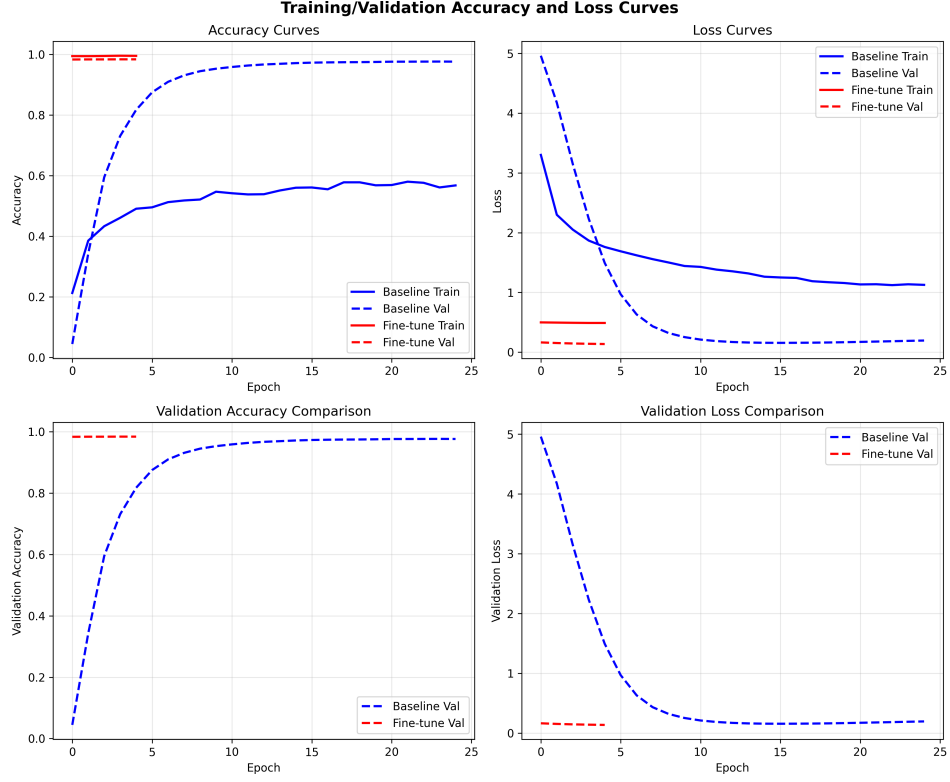 Training/Validation Accuracy and Loss Curves
Accuracy Curves
1.0
0.8
0.6
0.4
0.2
0.0
Accuracy
0 5 10 15 20 25
Epoch
Baseline Train
Baseline Val
Fine-tune Train
Fine-tune Val
Loss Curves
5
4
3
2
1
0
Loss
0 5 10 15 20 25
Epoch
Baseline Train
Baseline Val
Fine-tune Train
Fine-tune Val
Validation Accuracy Comparison
1.0
0.8
0.6
0.4
0.2
0.0
Validation Accuracy
0 5 10 15 20 25
Epoch
Baseline Val
Fine-tune Val
Validation Loss Comparison
5
4
3
2
1
0
Validation Loss
0 5 10 15 20 25
Epoch
Baseline Val
Fine-tune Val